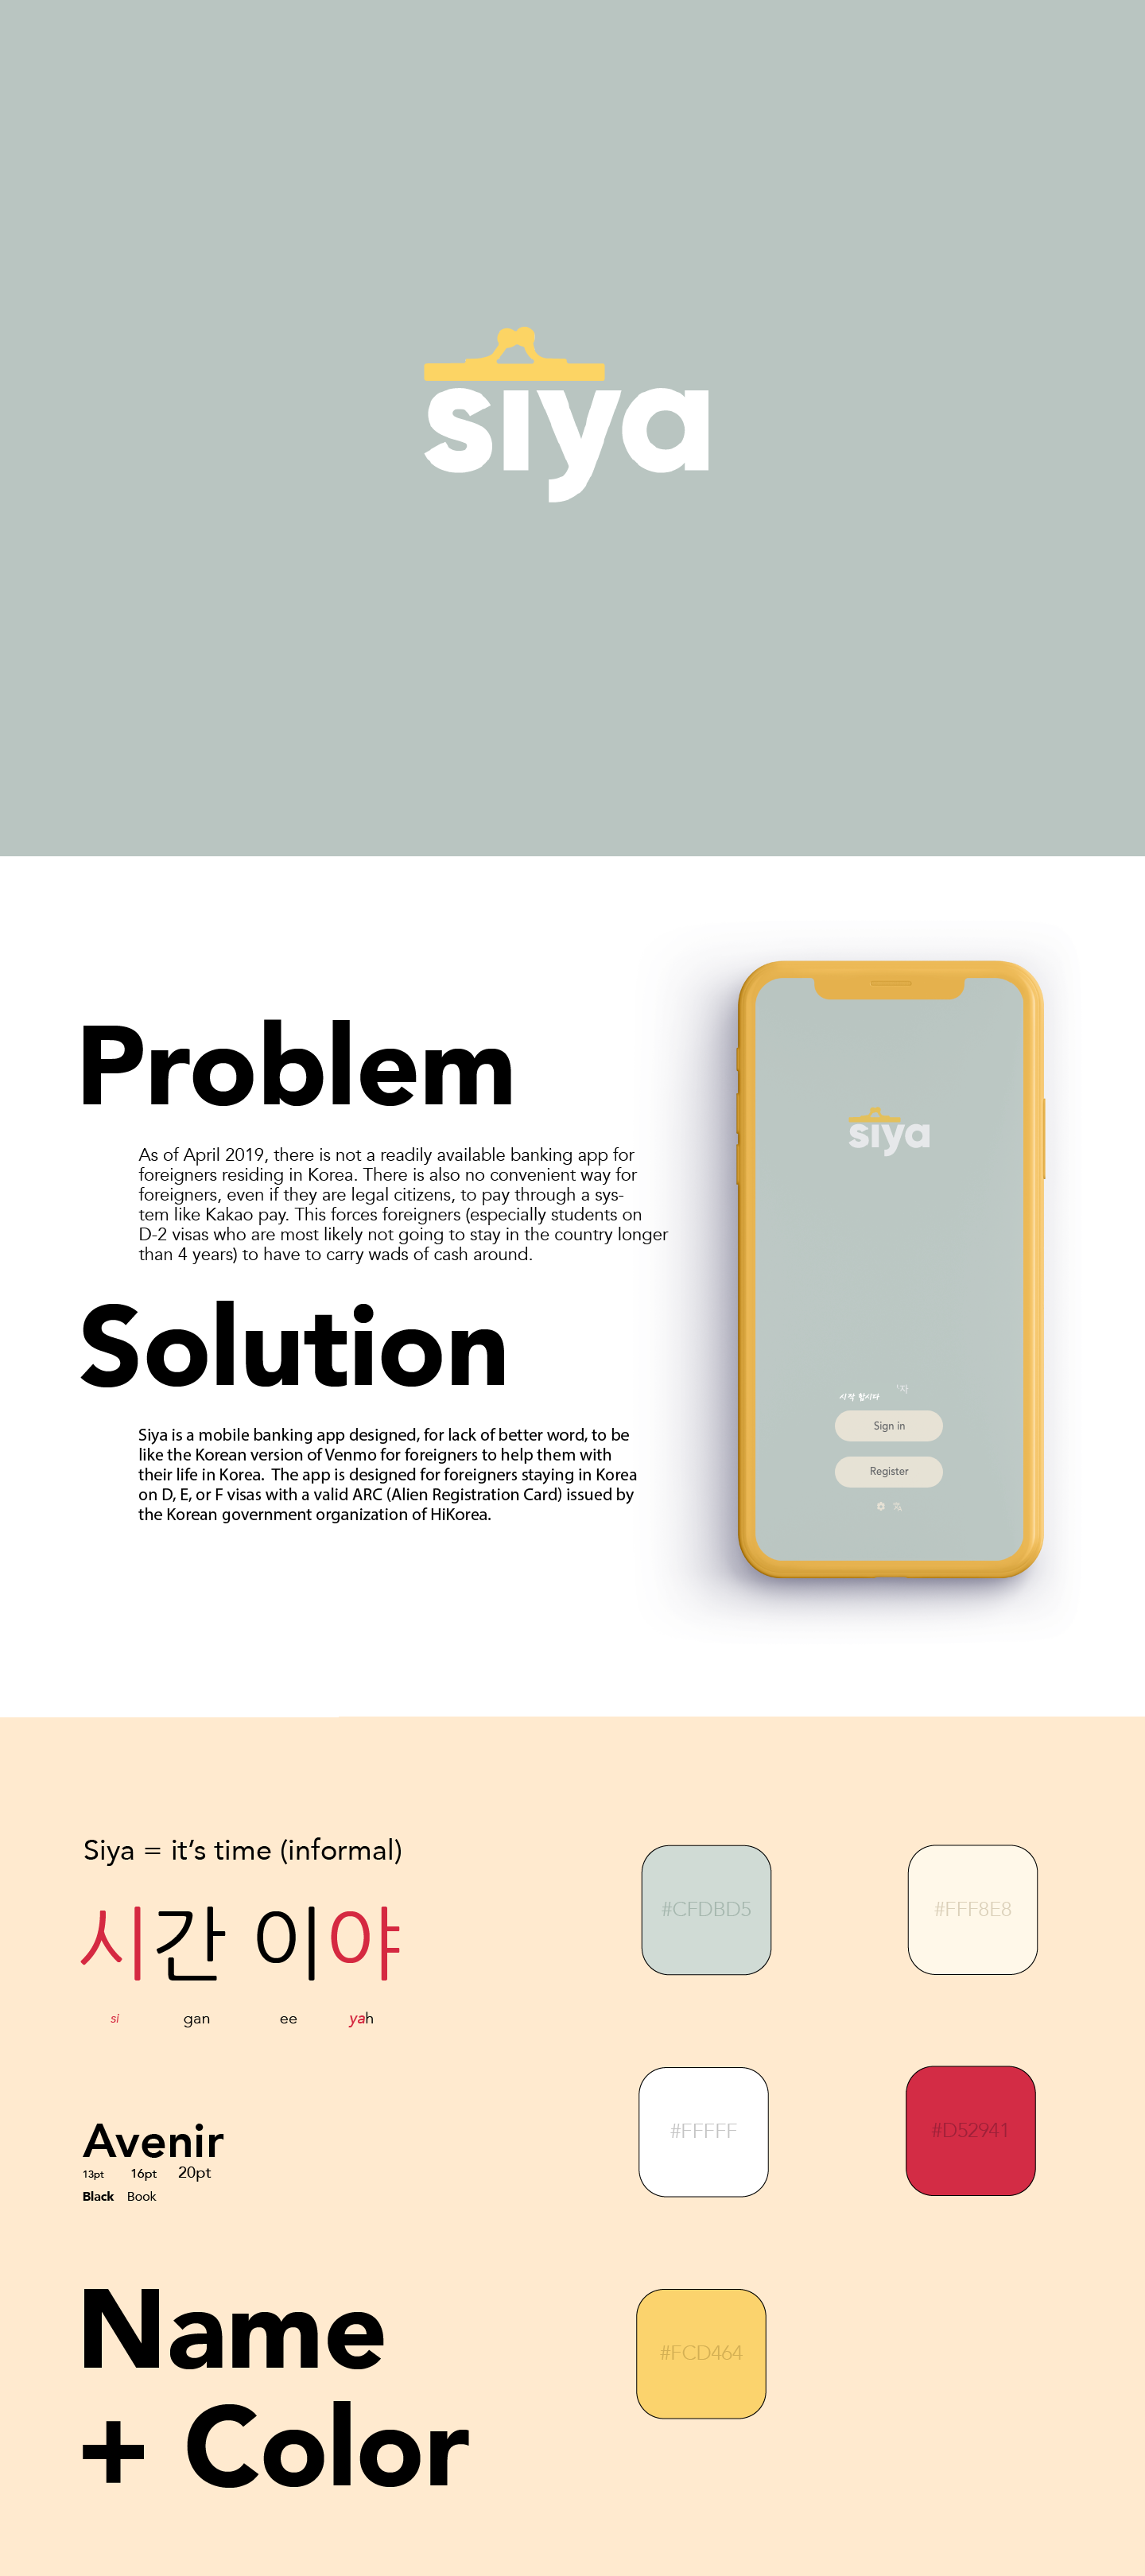 siya
Problem
As of April 2019, there is not a readily available banking app for
foreigners residing in Korea. There is also no convenient way for
foreigners, even if they are legal citizens, to pay through a sys-
tem like Kakao pay. This forces foreigners (especially students on
D-2 visas who are most likely not going to stay in the country longer
than 4 years) to have to carry wads of cash around.
Solution
Siya is a mobile banking app designed, for lack of better word, to be
like the Korean version of Venmo for foreigners to help them with
their life in Korea. The app is designed for foreigners staying in Korea
on D, E, or F visas with a valid ARC (Alien Registration Card) issued by
the Korean government organization of HiKorea.
siya
시작 합시다
Sign in
Register
Siya = it's time (informal)
시간 이야
si gan ee yah
Avenir
13pt 16pt 20pt
Black Book
Name
+ Color
#CFDBD5
#FFF8E8
#FFFFF
#D52941
#FCD464